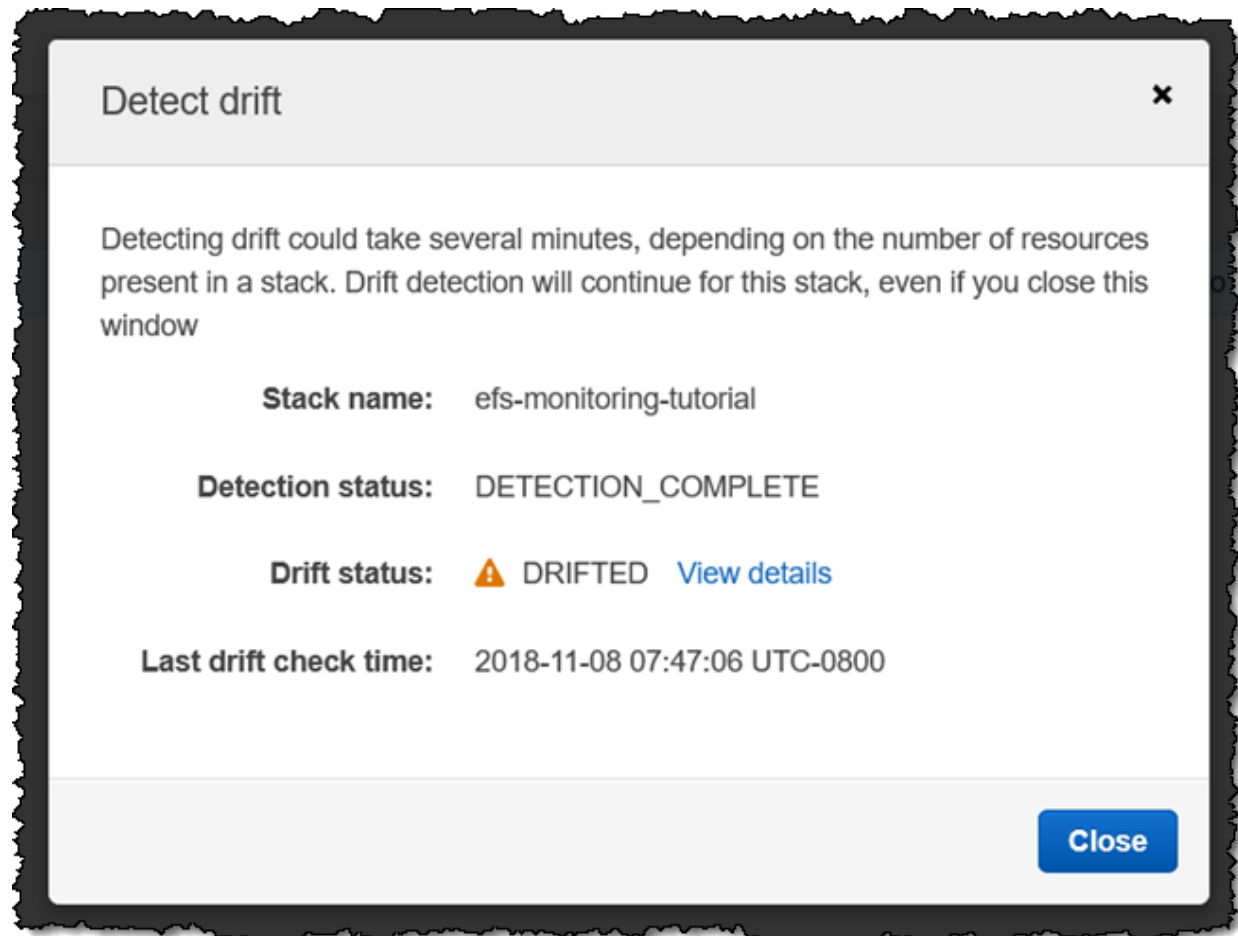 Detect drift
Detecting drift could take several minutes, depending on the number of resources
present in a stack. Drift detection will continue for this stack, even if you close this
window
Stack name: efs-monitoring-tutorial
Detection status: DETECTION_COMPLETE
Drift status: DRIFTED View details
Last drift check time: 2018-11-08 07:47:06 UTC-0800
Close